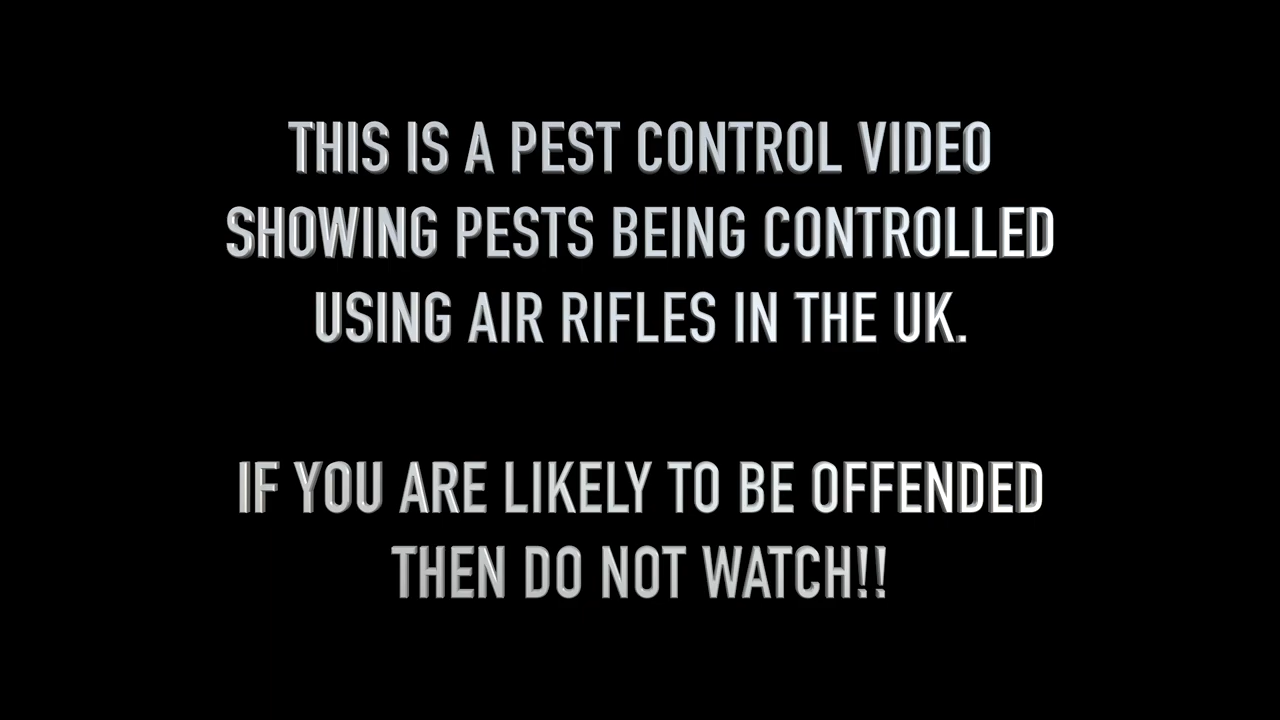 THIS IS A PEST CONTROL VIDEO
SHOWING PESTS BEING CONTROLLED
USING AIR RIFLES IN THE UK.
IF YOU ARE LIKELY TO BE OFFENDED
THEN DO NOT WATCH!!